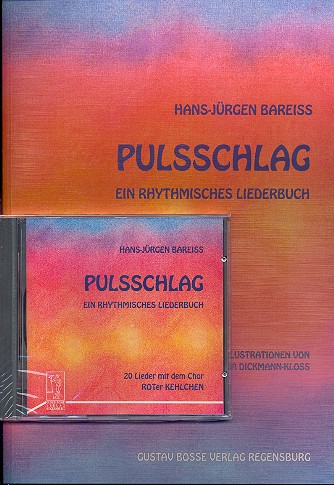 HANS-JÜRGEN BAREISS
PULSSCHLAG
EIN RHYTHMISCHES LIEDERBUCH
HANS-JÜRGEN BAREISS
PULSSCHLAG
EIN RHYTHMISCHES LIEDERBUCH
20 Lieder mit dem Chor
ROTer KEHLCHEN
ILLUSTRATIONEN VON
DICKMANN-KLOSS
GUSTAV BOSSE VERLAG REGENSBURG